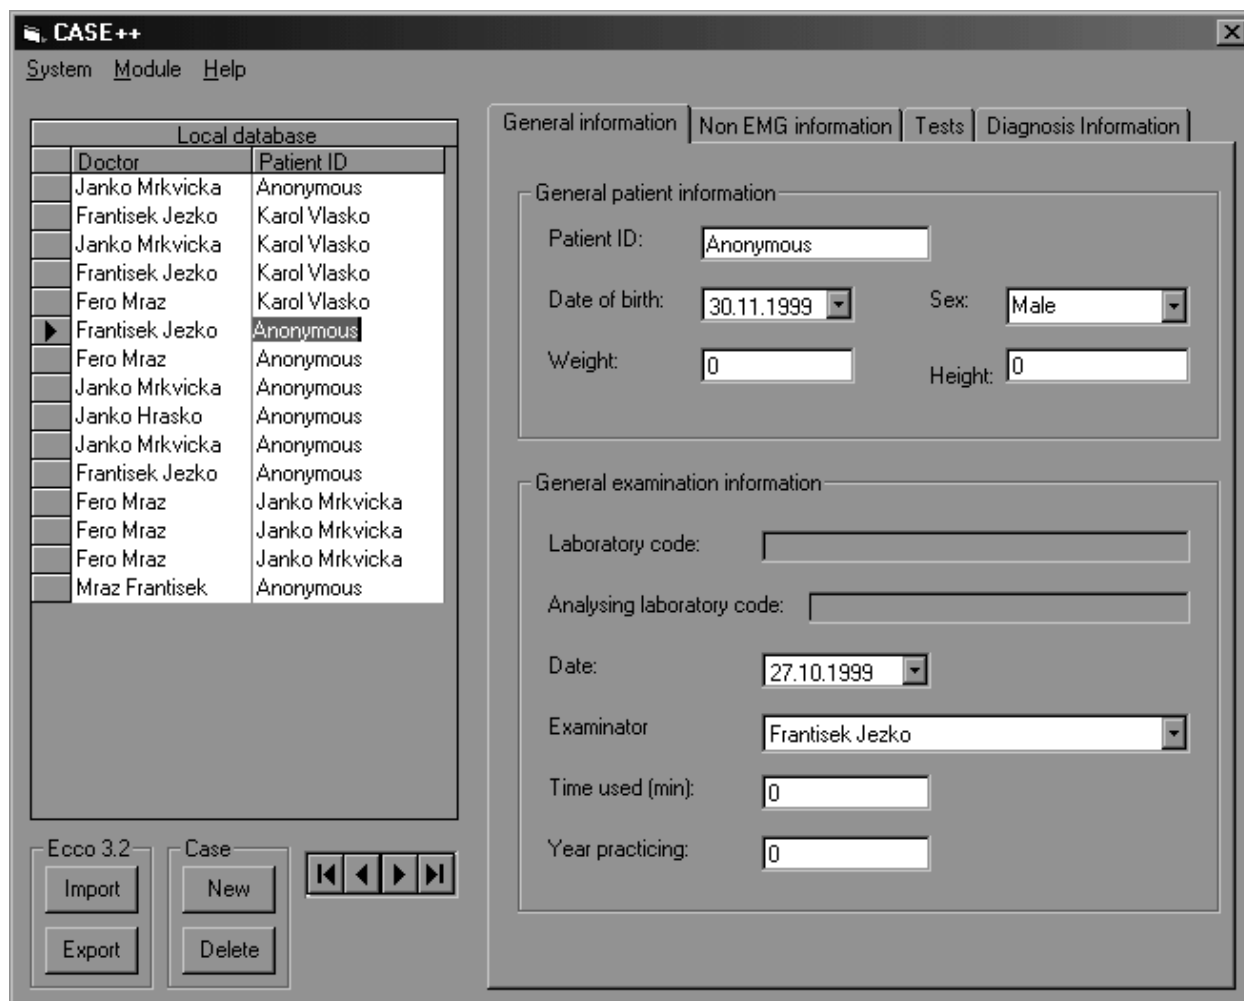 CASE++
System Module Help
Local database
Doctor Patient ID
Janko Mrkvicka Anonymous
Frantisek Jezko Karol Vlasko
Janko Mrkvicka Karol Vlasko
Frantisek Jezko Karol Vlasko
Fero Mraz Karol Vlasko
Frantisek Jezko Anonymous
Fero Mraz Anonymous
Janko Mrkvicka Anonymous
Janko Hrasko Anonymous
Janko Mrkvicka Anonymous
Frantisek Jezko Anonymous
Fero Mraz Janko Mrkvicka
Fero Mraz Janko Mrkvicka
Fero Mraz Janko Mrkvicka
Mraz Frantisek Anonymous
Ecco 3.2
Import
Export
Case
New
Delete
General information Non EMG information Tests Diagnosis Information
General patient information
Patient ID: Anonymous
Date of birth: 30.11.1999 Sex: Male
Weight: 0 Height: 0
General examination information
Laboratory code:
Analysing laboratory code:
Date: 27.10.1999
Examinator Frantisek Jezko
Time used (min): 0
Year practicing: 0